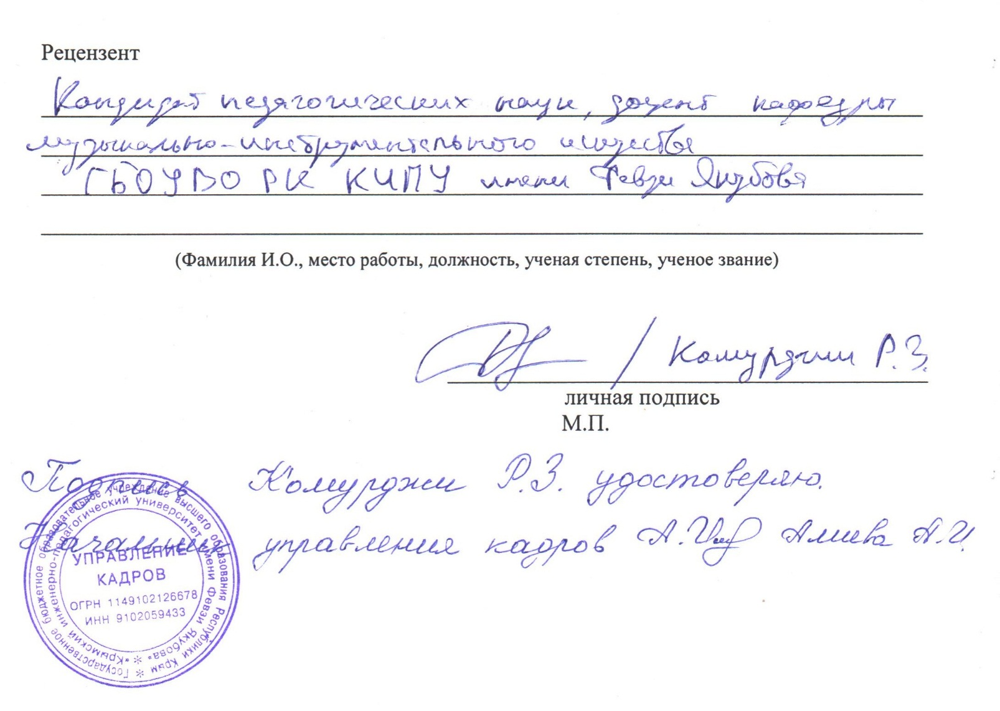 Рецензент
Кандидат педагогических наук, доцент кафедры
музыкально-инструментального искусства
ГБОУВО РК КИПУ имени Февзи Якубова
(Фамилия И.О., место работы, должность, ученая степень, ученое звание)
/ Комурджи Р.З.
личная подпись
М.П.
Подпись Комурджи Р.З. удостоверяю.
Начальник управления кадров Алиева А.И.
Государственное бюджетное образовательное учреждение высшего образования Республики Крым
«Крымский инженерно-педагогический университет имени Февзи Якубова»
УПРАВЛЕНИЕ
КАДРОВ
ОГРН 1149102126678
ИНН 9102059433